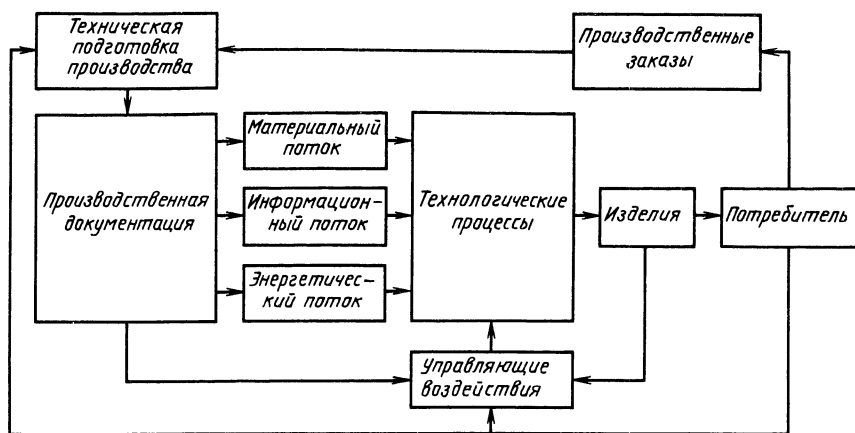 Техническая
подготовка
производства
Производственные
заказы
Производственная
документация
Материальный
поток
Информацион-
ный поток
Энергетичес-
кий поток
Технологические
процессы
Изделия
Потребитель
Управляющие
воздействия